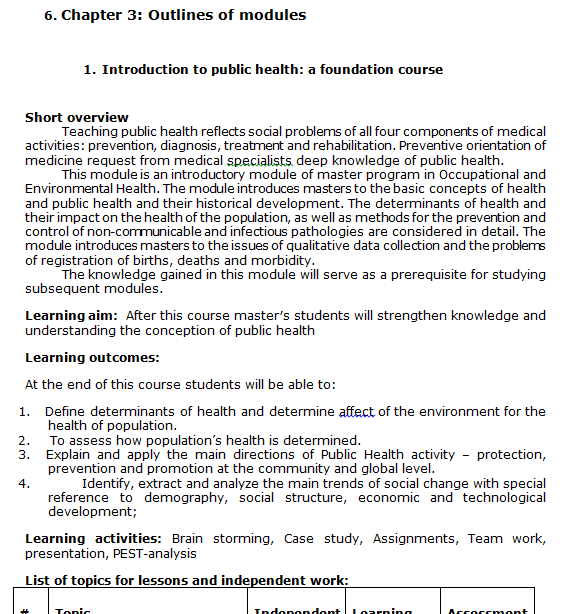 6. Chapter 3: Outlines of modules
1. Introduction to public health: a foundation course
Short overview
Teaching public health reflects social problems of all four components of medical
activities: prevention, diagnosis, treatment and rehabilitation. Preventive orientation of
medicine request from medical specialists deep knowledge of public health.
This module is an introductory module of master program in Occupational and
Environmental Health. The module introduces masters to the basic concepts of health
and public health and their historical development. The determinants of health and
their impact on the health of the population, as well as methods for the prevention and
control of non-communicable and infectious pathologies are considered in detail. The
module introduces masters to the issues of qualitative data collection and the problems
of registration of births, deaths and morbidity.
The knowledge gained in this module will serve as a prerequisite for studying
subsequent modules.
Learning aim: After this course master's students will strengthen knowledge and
understanding the conception of public health
Learning outcomes:
At the end of this course students will be able to:
1. Define determinants of health and determine affect of the environment for the
health of population.
2. To assess how population's health is determined.
3. Explain and apply the main directions of Public Health activity – protection,
prevention and promotion at the community and global level.
4. Identify, extract and analyze the main trends of social change with special
reference to demography, social structure, economic and technological
development;
Learning activities: Brain storming, Case study, Assignments, Team work,
presentation, PEST-analysis
List of topics for lessons and independent work:
# Topic Independent Learning Assessment